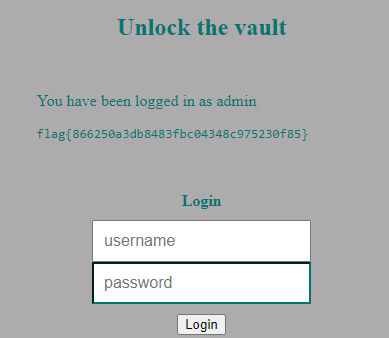 Unlock the vault
You have been logged in as admin
flag{866250a3db8483fbc04348c975230f85}
Login
username
password
Login